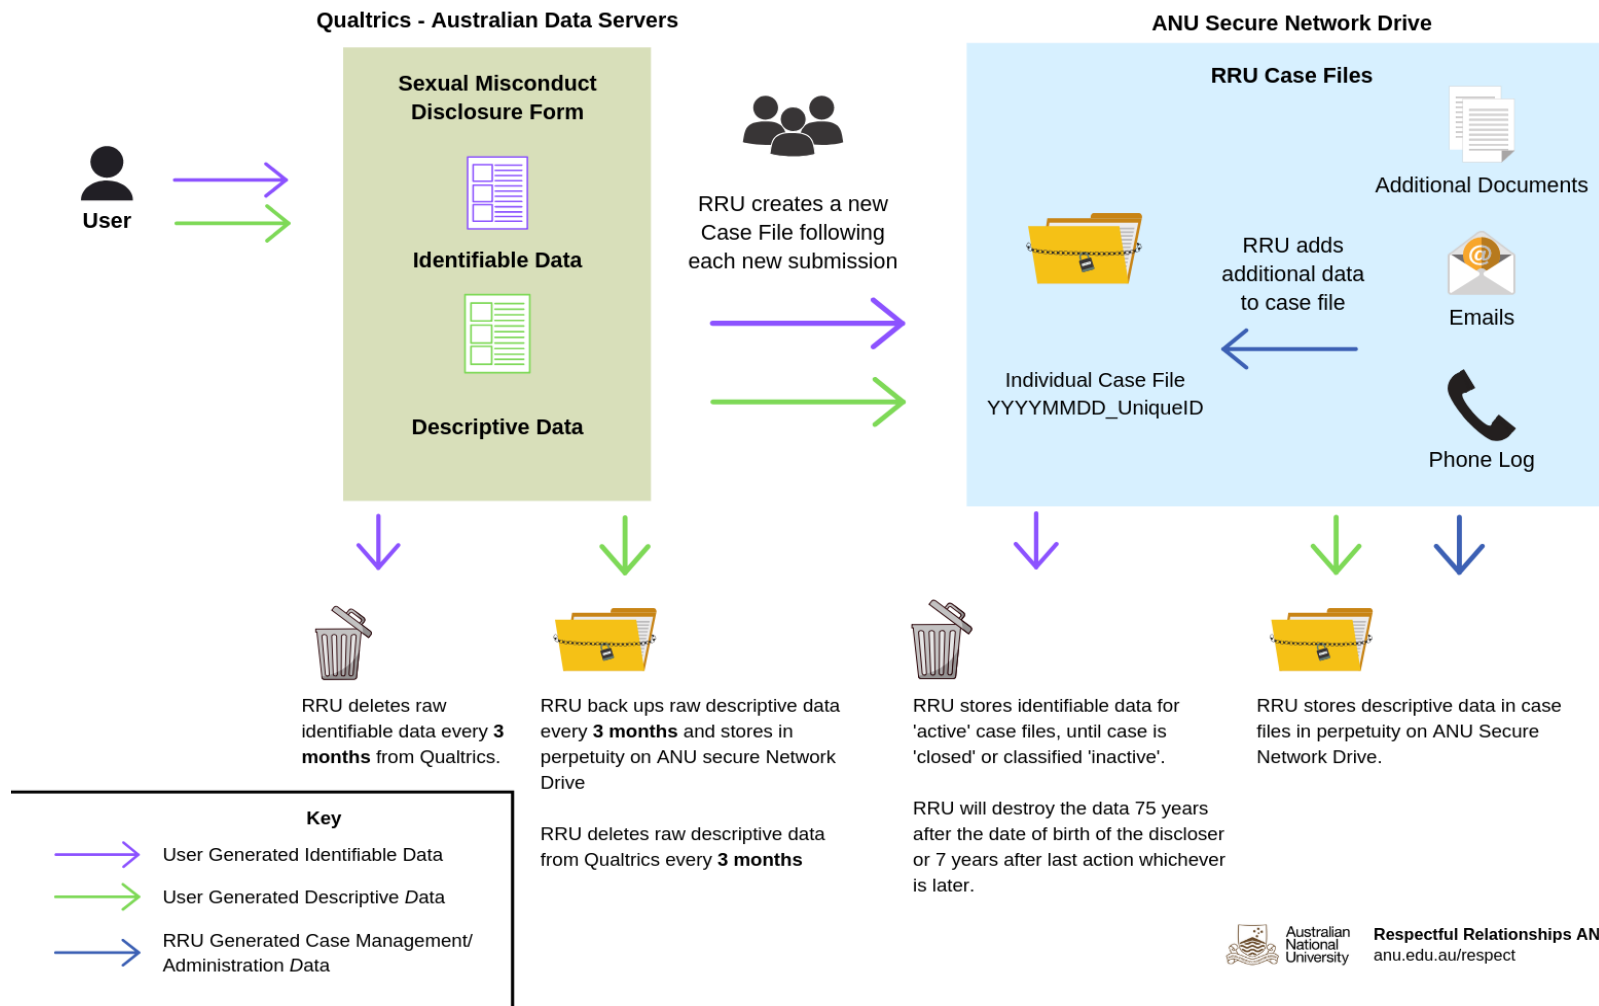 Qualtrics - Australian Data Servers
ANU Secure Network Drive
Sexual Misconduct
Disclosure Form
Identifiable Data
Descriptive Data
User
RRU creates a new
Case File following
each new submission
RRU Case Files
Additional Documents
RRU adds
additional data
to case file
@
Emails
Individual Case File
YYYYMMDD_UniqueID
Phone Log
RRU deletes raw
identifiable data every 3
months from Qualtrics.
RRU back ups raw descriptive data
every 3 months and stores in
perpetuity on ANU secure Network
Drive
RRU deletes raw descriptive data
from Qualtrics every 3 months
RRU stores identifiable data for
'active' case files, until case is
'closed' or classified 'inactive'.
RRU will destroy the data 75 years
after the date of birth of the discloser
or 7 years after last action whichever
is later.
RRU stores descriptive data in case
files in perpetuity on ANU Secure
Network Drive.
Key
User Generated Identifiable Data
User Generated Descriptive Data
RRU Generated Case Management/
Administration Data
Australian
National
University
Respectful Relationships AN
anu.edu.au/respect